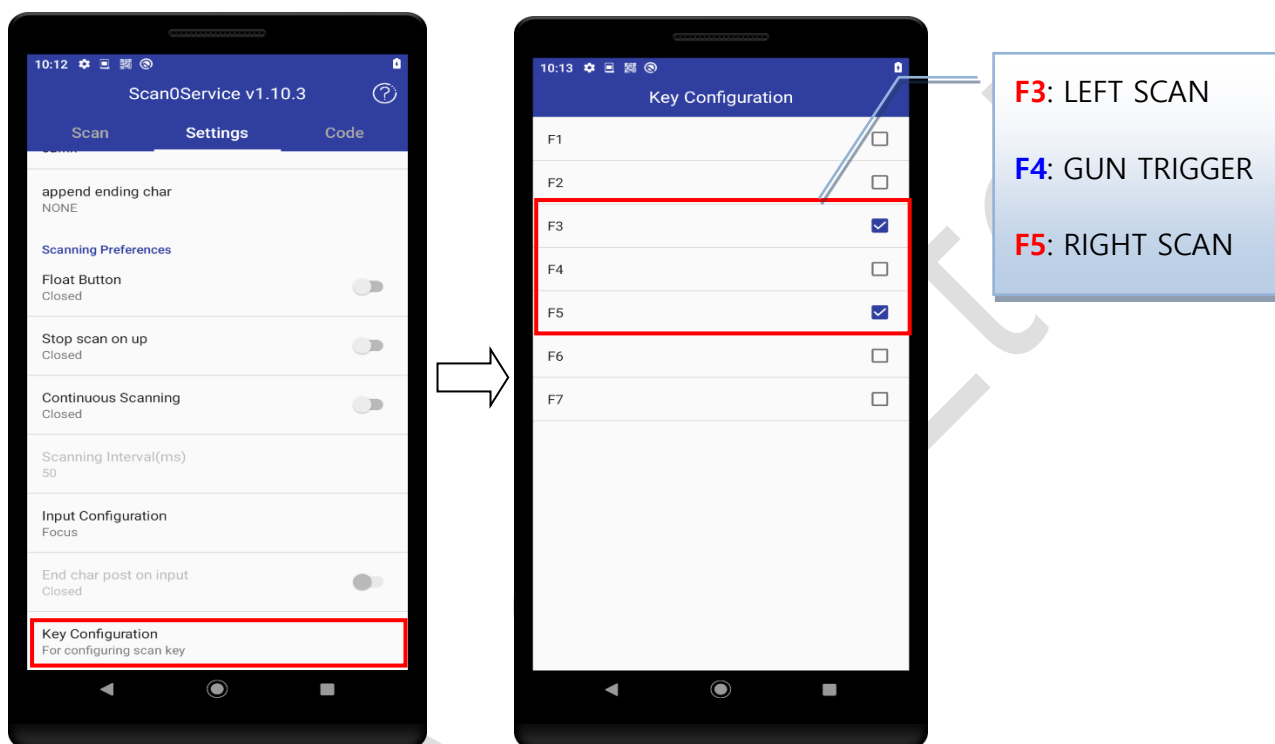 10:12
Scan0Service v1.10.3
Scan Settings Code
append ending char
NONE
Scanning Preferences
Float Button
Closed
Stop scan on up
Closed
Continuous Scanning
Closed
Scanning Interval(ms)
50
Input Configuration
Focus
End char post on input
Closed
Key Configuration
For configuring scan key
10:13
Key Configuration
F1
F2
F3
F4
F5
F6
F7
F3: LEFT SCAN
F4: GUN TRIGGER
F5: RIGHT SCAN